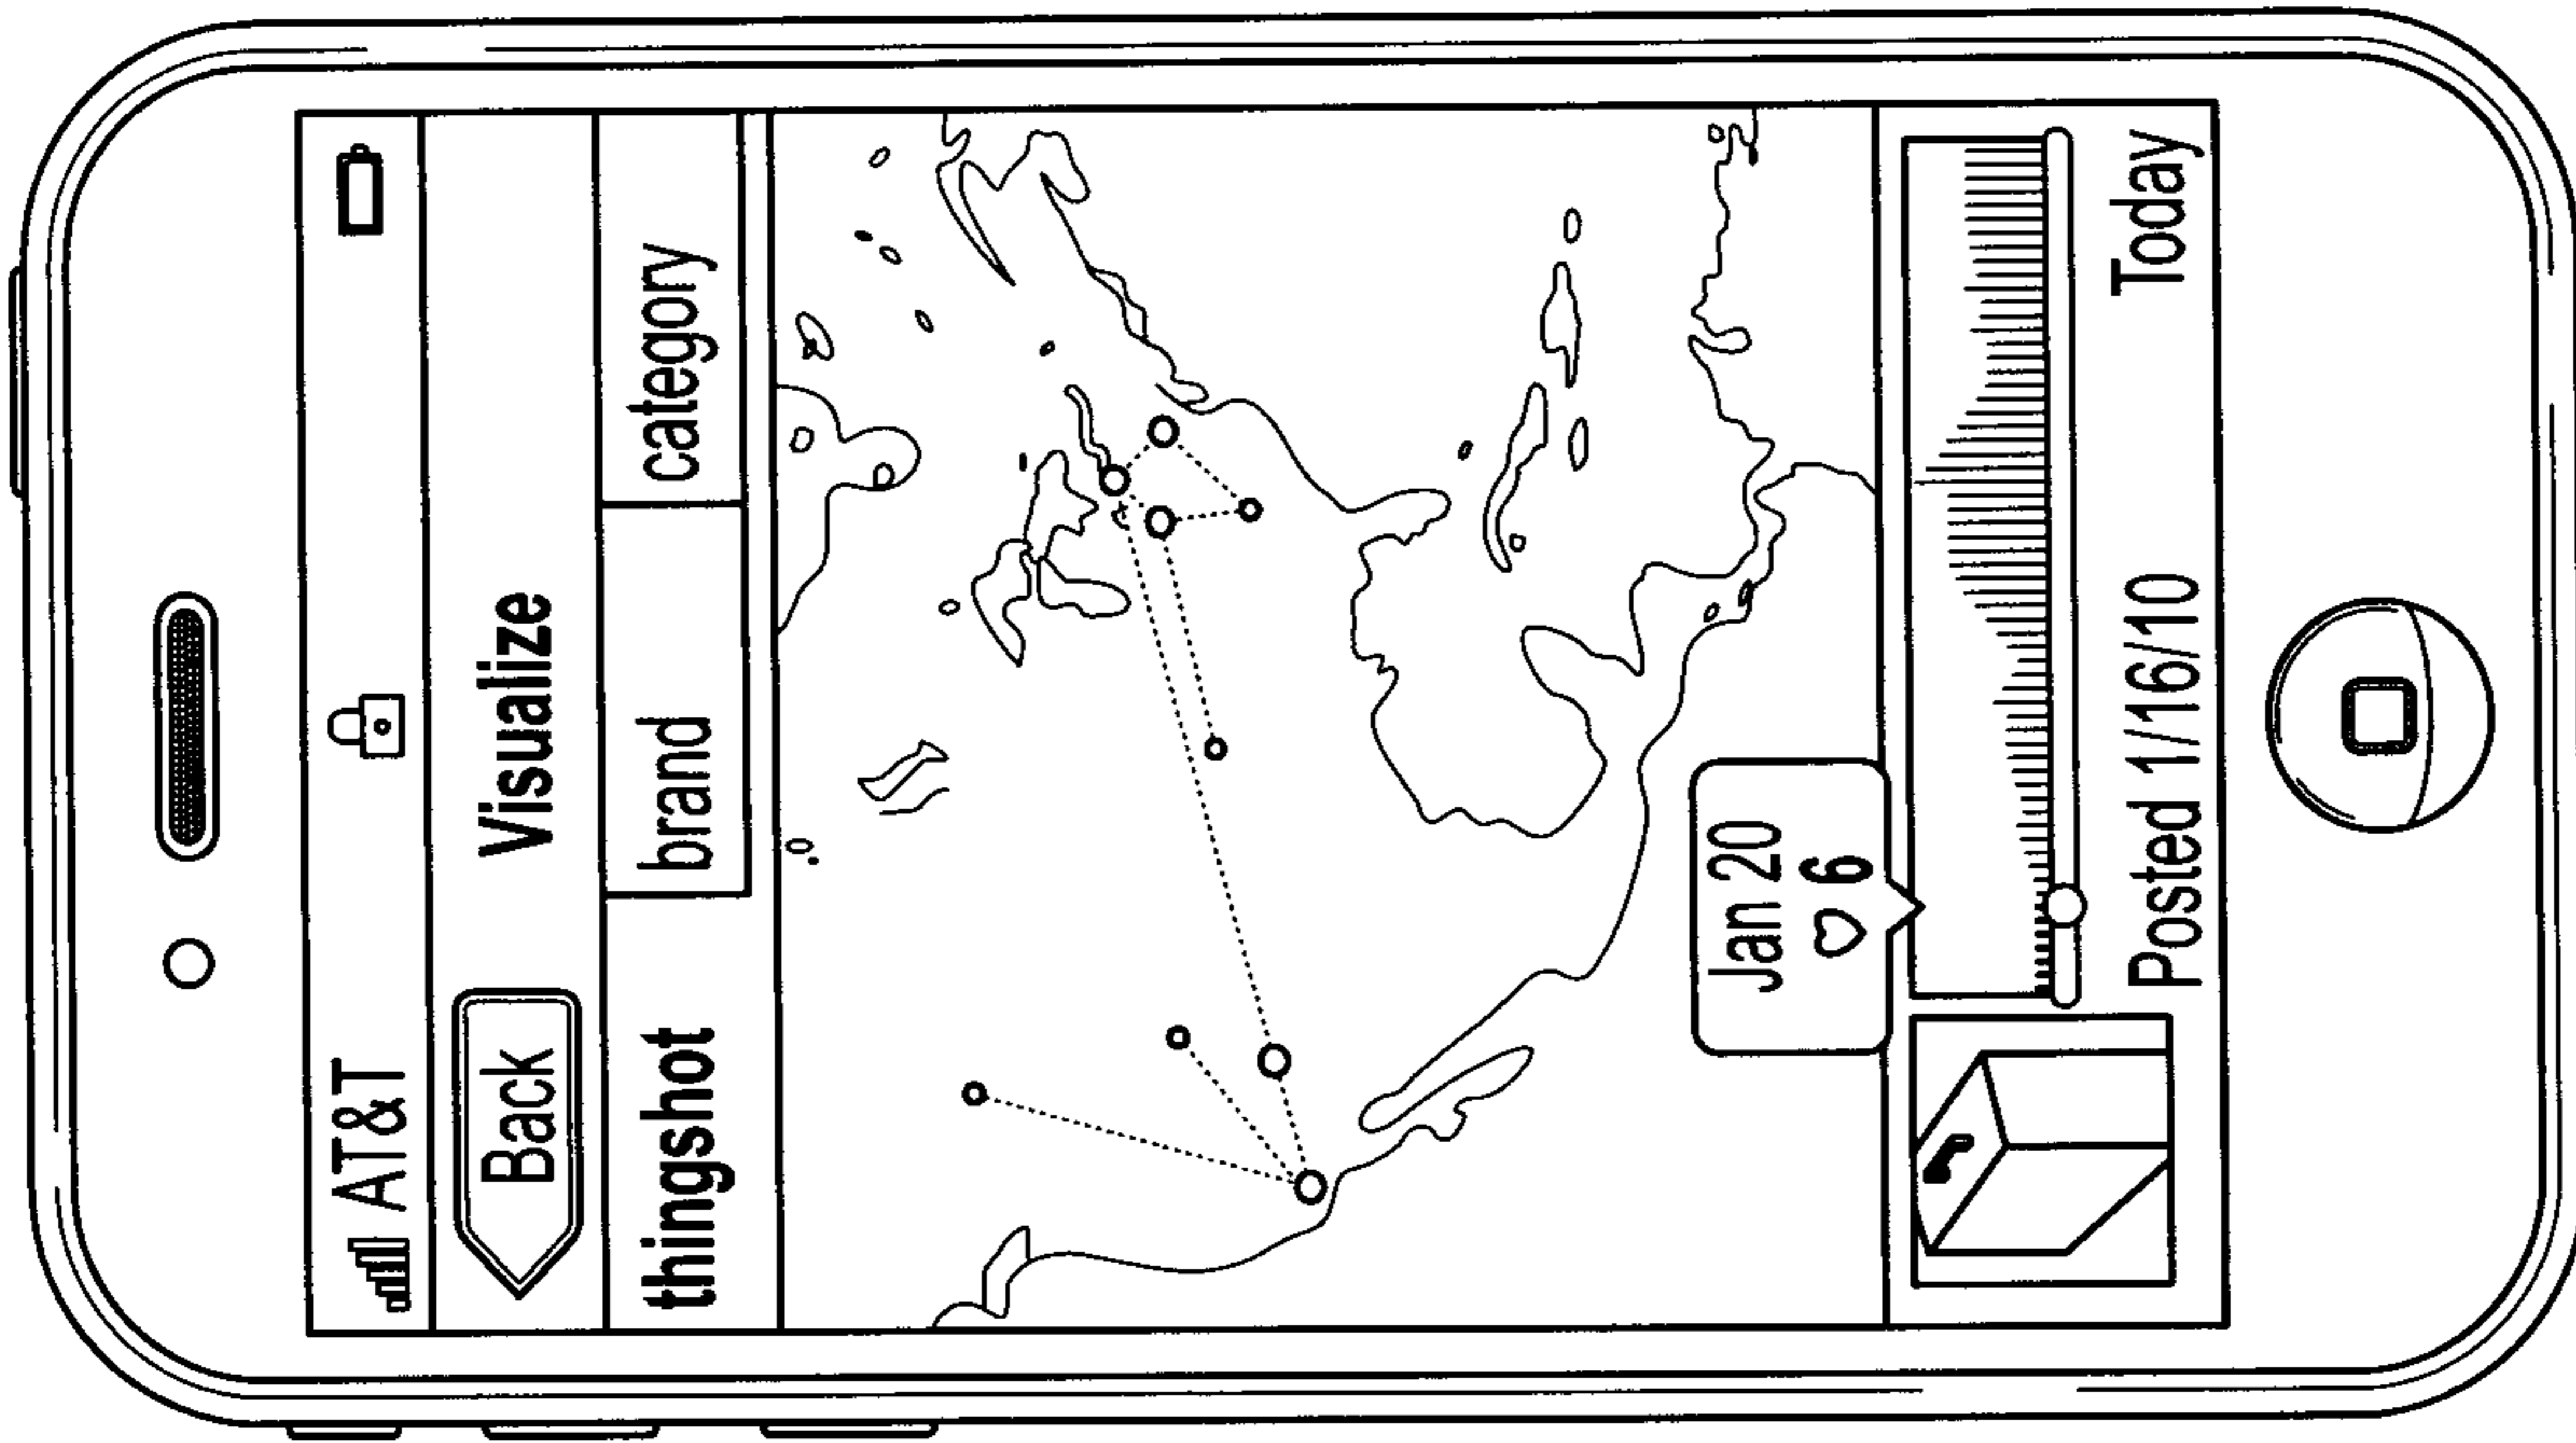 AT&T
Back Visualize
thingshot brand category
Jan 20
♡ 6
Posted 1/16/10 Today